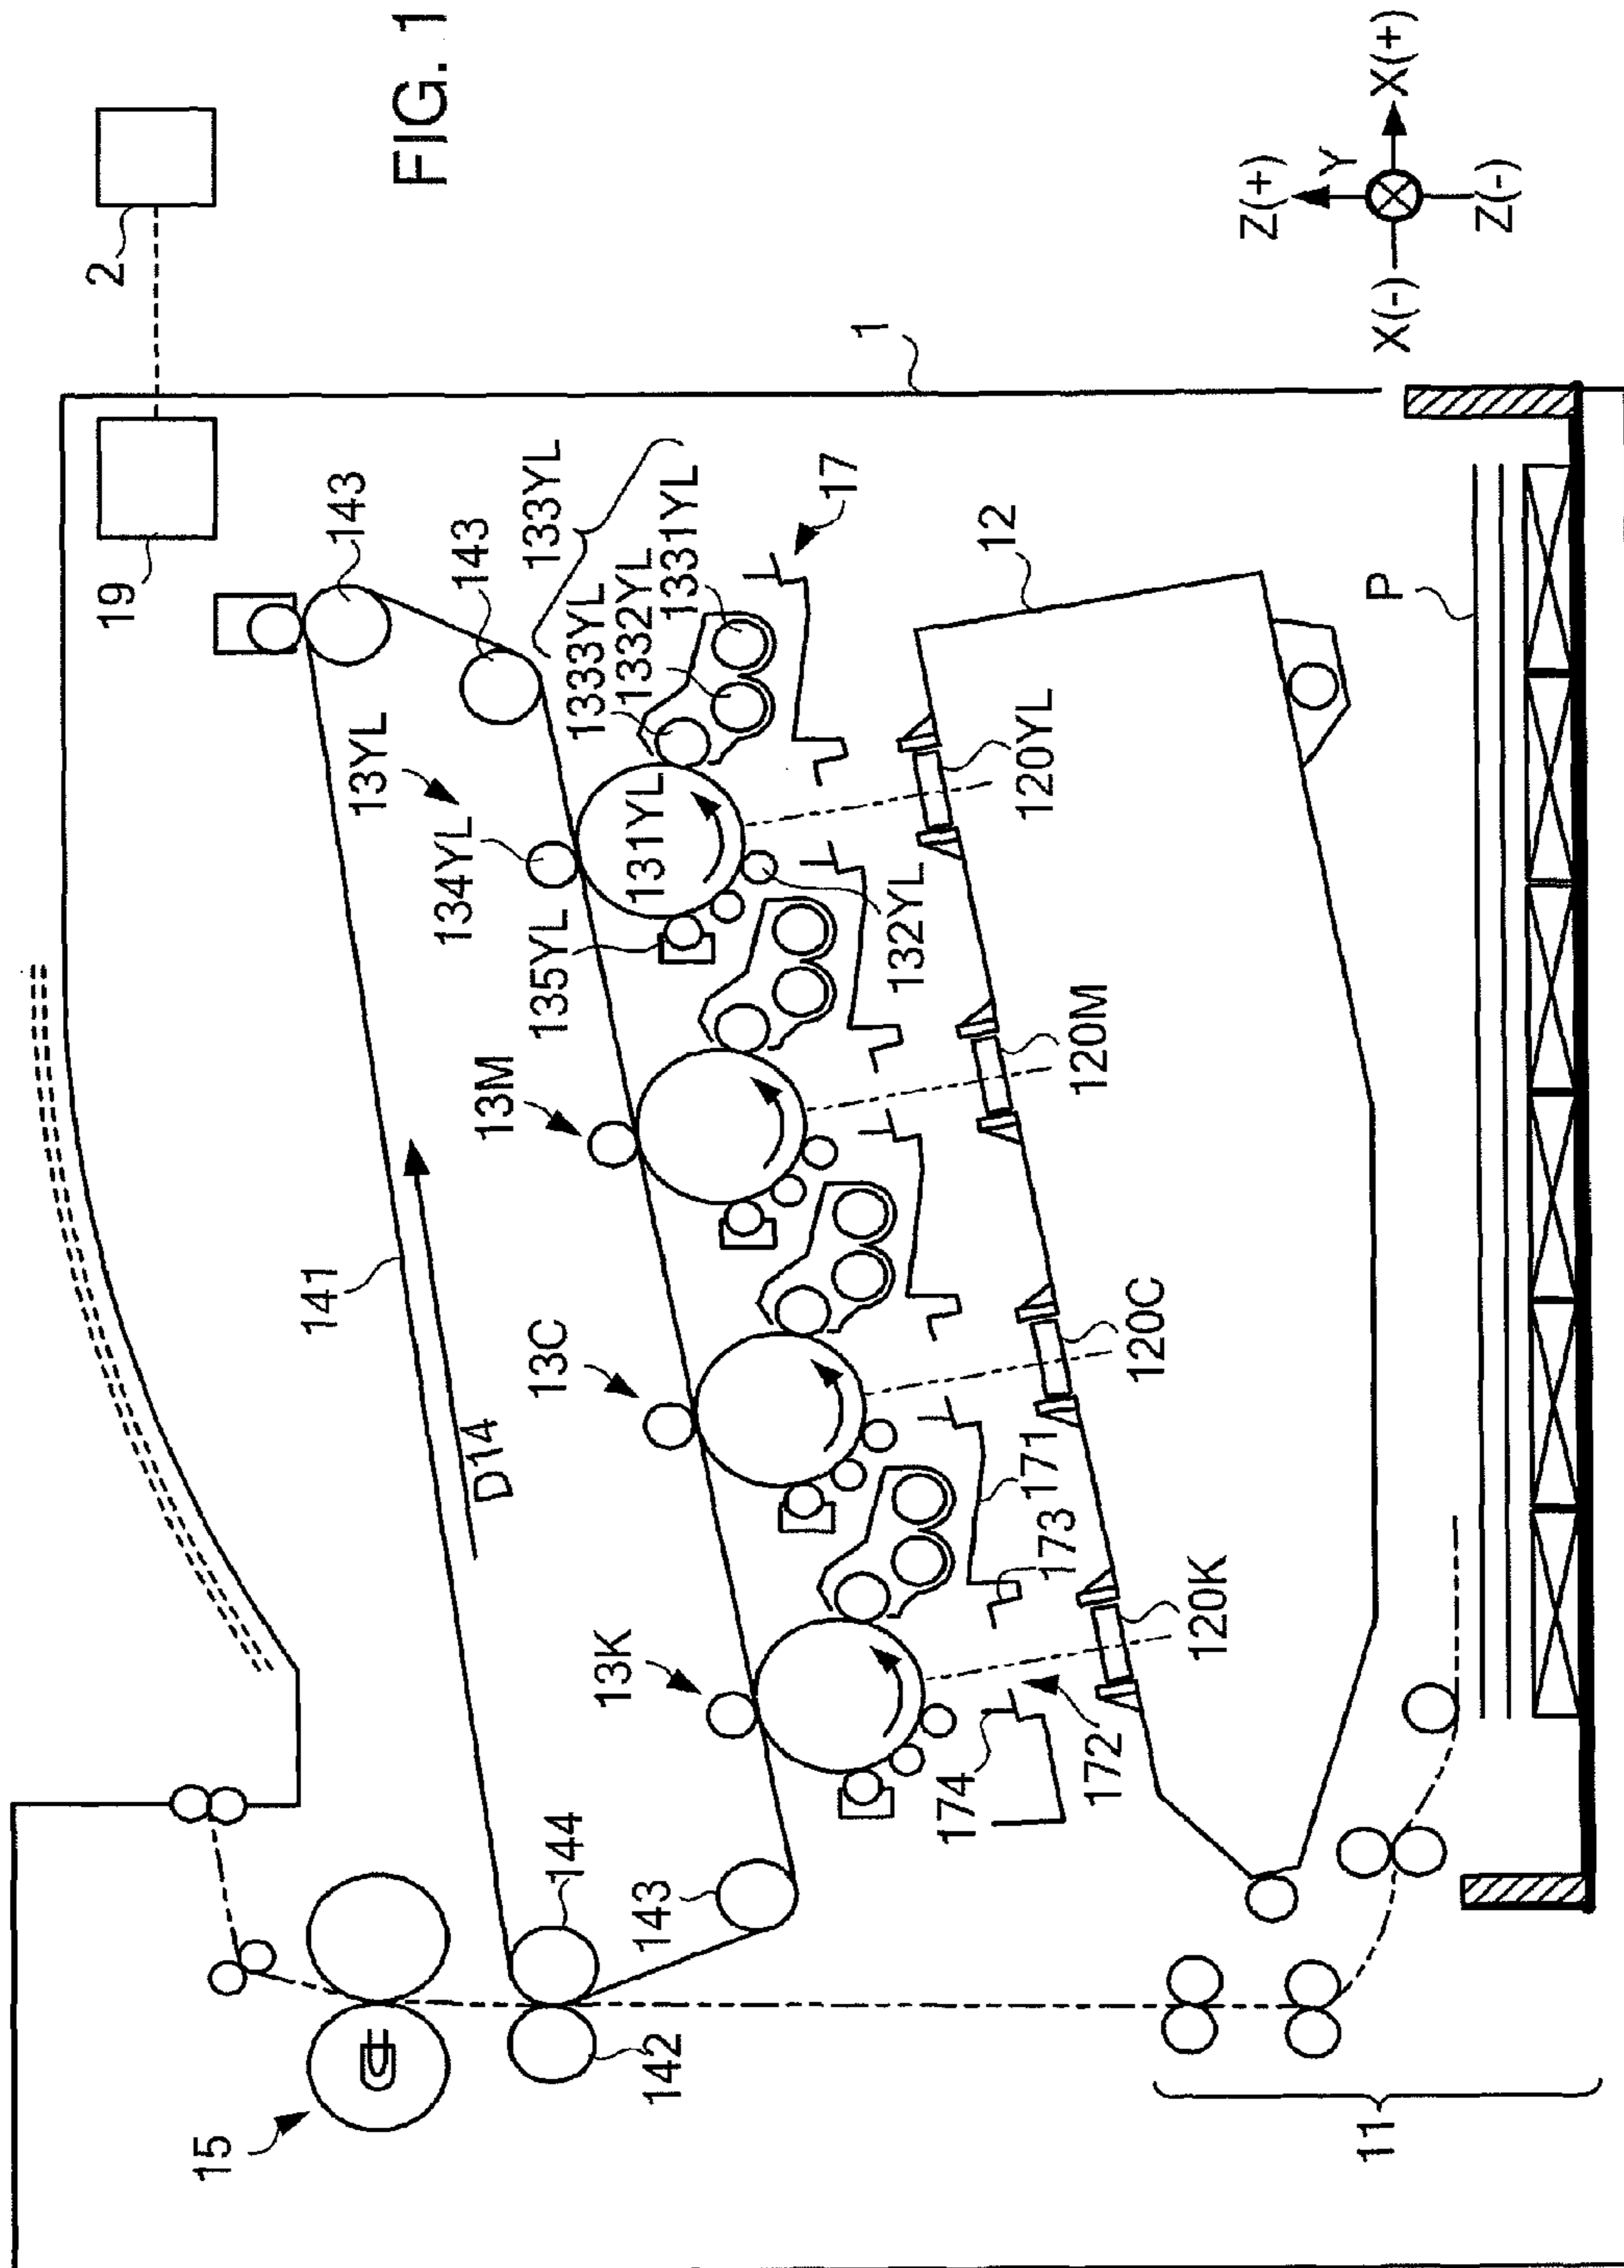 FIG. 1
2
19
1
143
143
133YL
1331YL
1332YL
1333YL
17
12
P
13YL
134YL
131YL
135YL
132YL
120YL
13M
120M
141
D14
13C
120C
171
173
13K
120K
174
172
144
143
142
15
11
Z(+)
Y
X(+)
X(-)
Z(-)